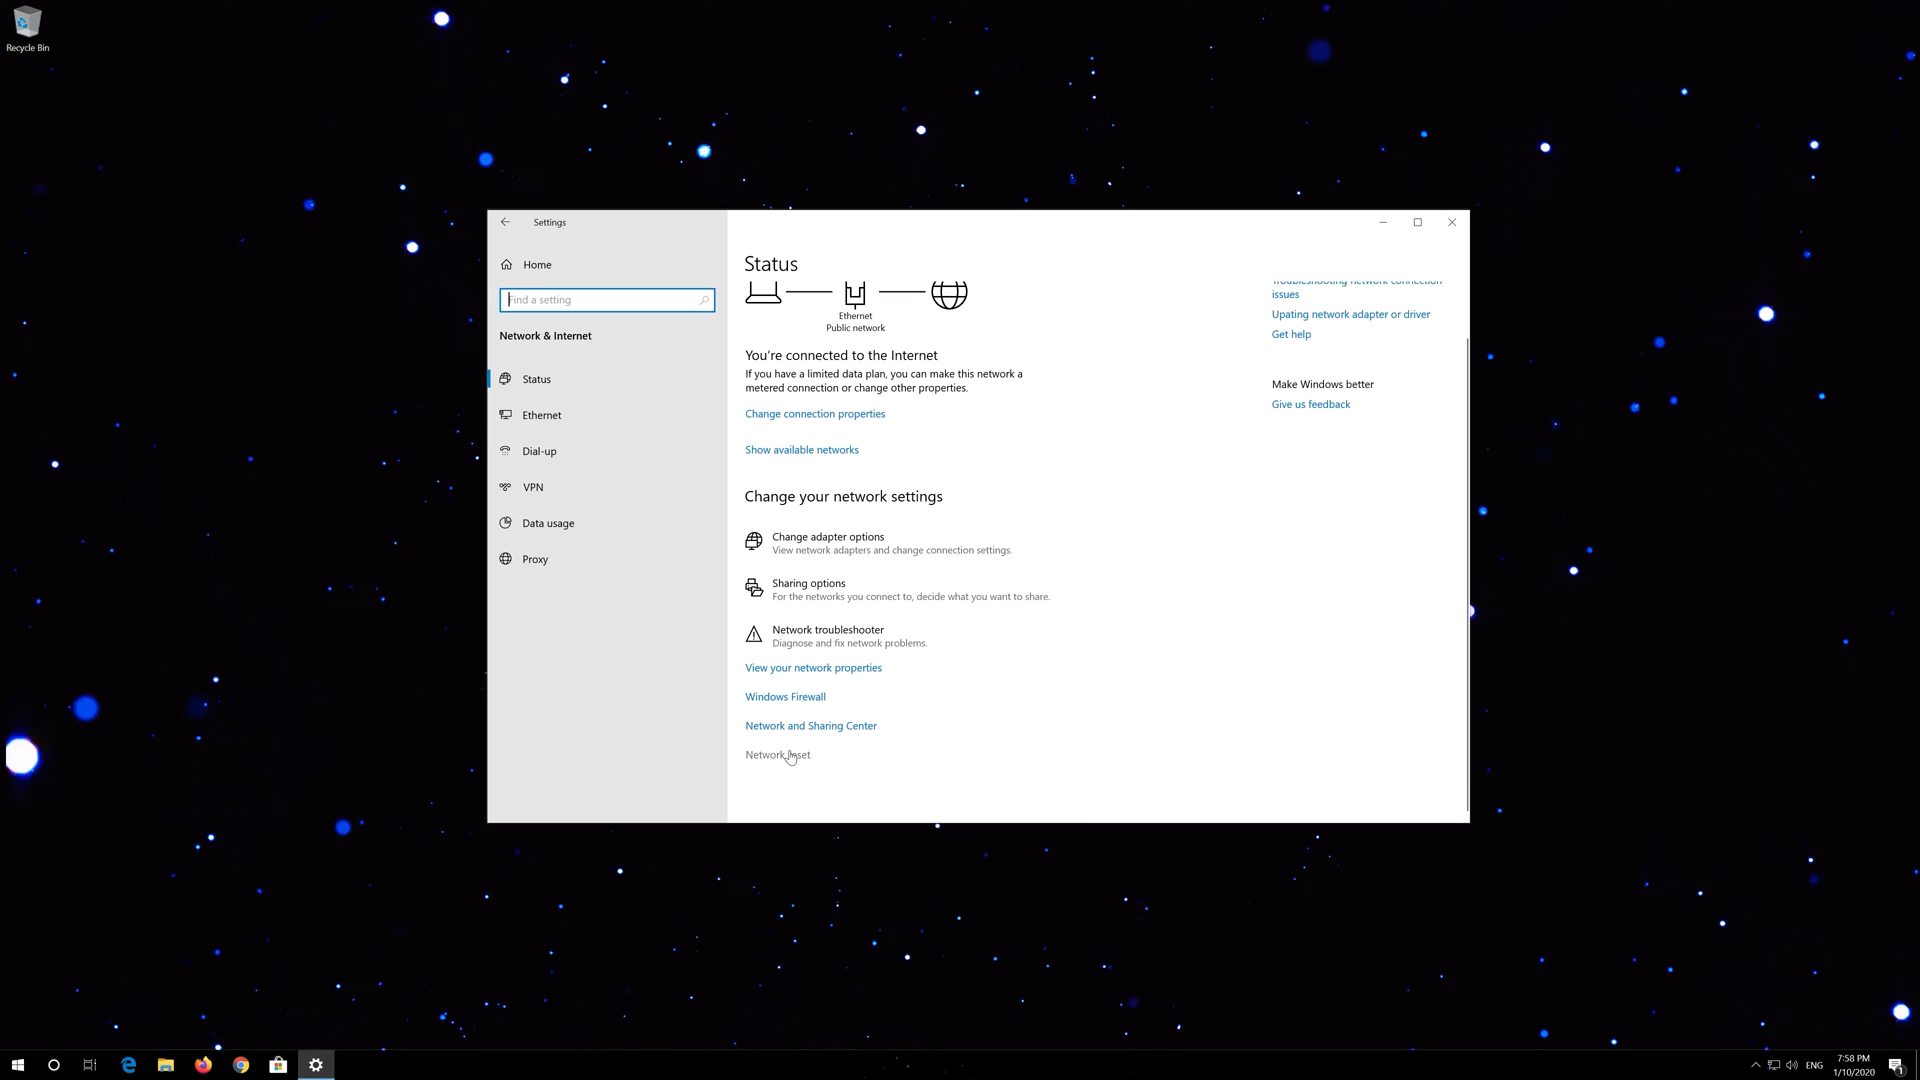 Recycle Bin
Settings
Home
Find a setting
Network & Internet
Status
Ethernet
Dial-up
VPN
Data usage
Proxy
Status
Ethernet
Public network
You're connected to the Internet
If you have a limited data plan, you can make this network a
metered connection or change other properties.
Change connection properties
Show available networks
Change your network settings
Change adapter options
View network adapters and change connection settings.
Sharing options
For the networks you connect to, decide what you want to share.
Network troubleshooter
Diagnose and fix network problems.
View your network properties
Windows Firewall
Network and Sharing Center
Network reset
Troubleshooting network connection
issues
Upating network adapter or driver
Get help
Make Windows better
Give us feedback
ENG
7:58 PM
1/10/2020
1